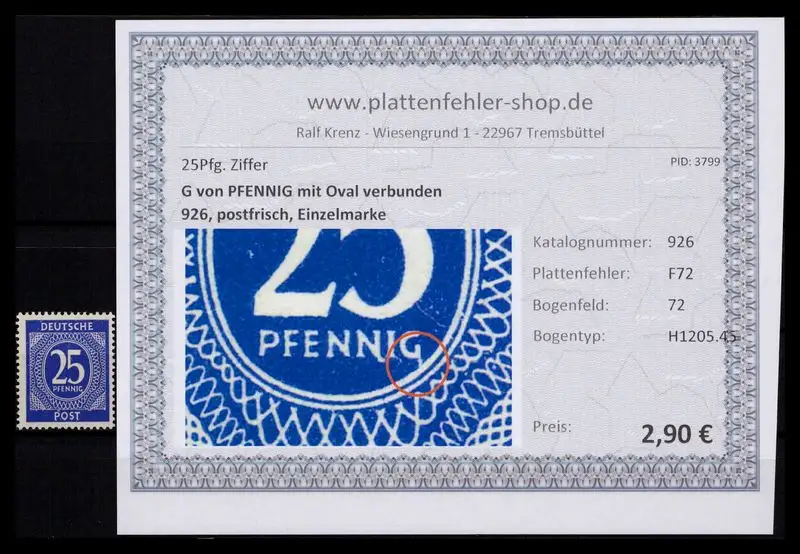 www.plattenfehler-shop.de
Ralf Krenz - Wiesengrund 1 - 22967 Tremsbüttel
25Pfg. Ziffer
PID: 3799
G von PFENNIG mit Oval verbunden
926, postfrisch, Einzelmarke
25
PFENNIG
Katalognummer: 926
Plattenfehler: F72
Bogenfeld: 72
Bogentyp: H1205.45
Preis: 2,90 €
DEUTSCHE
25
PFENNIG
POST